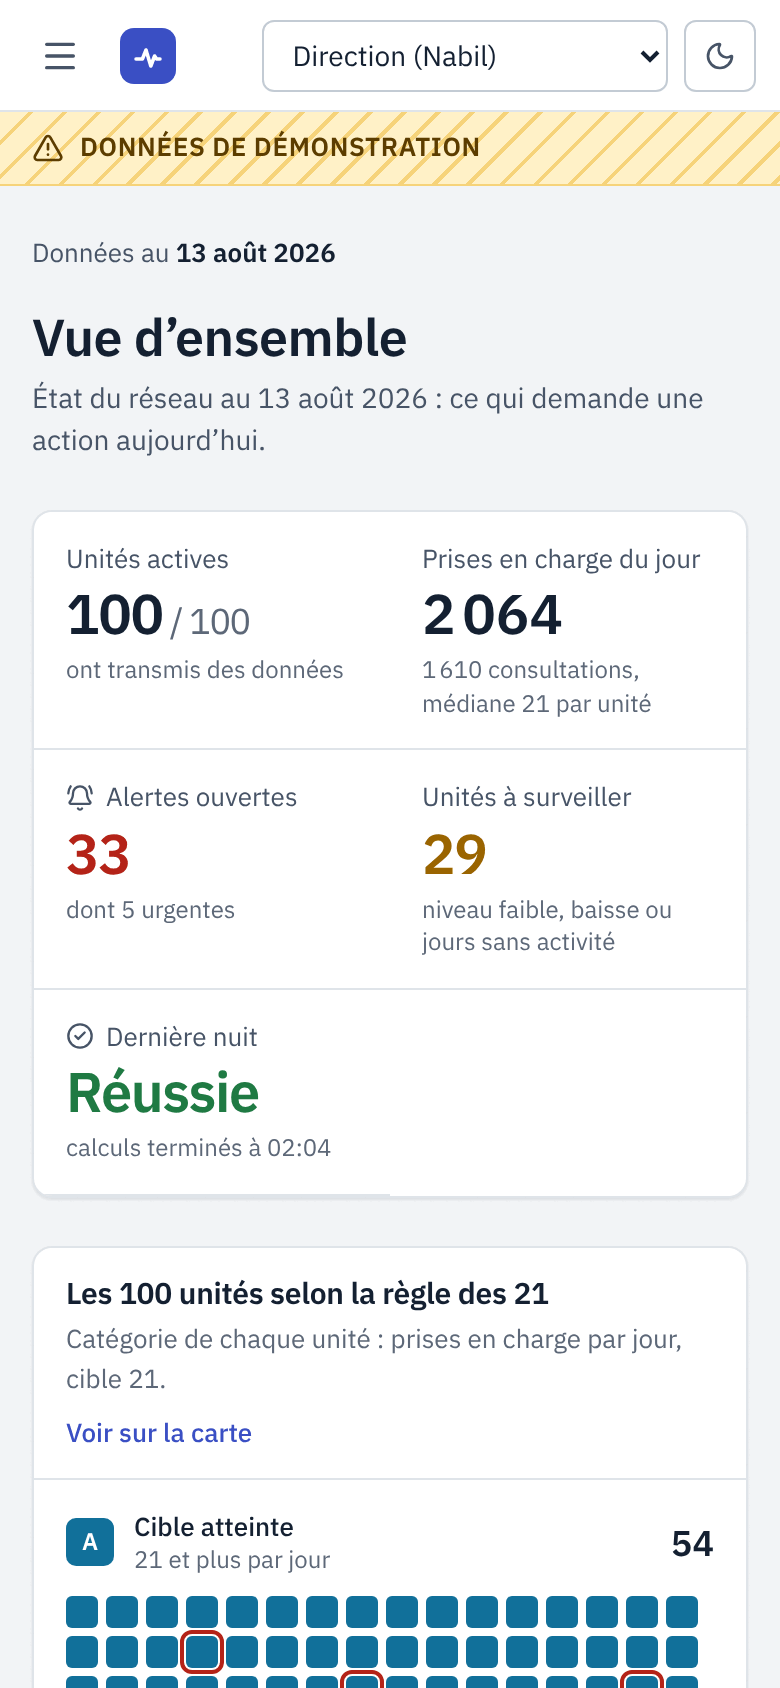 Direction (Nabil)
DONNÉES DE DÉMONSTRATION
Données au 13 août 2026
Vue d’ensemble
État du réseau au 13 août 2026 : ce qui demande une
action aujourd’hui.
Unités actives
100 / 100
ont transmis des données
Prises en charge du jour
2 064
1 610 consultations,
médiane 21 par unité
Alertes ouvertes
33
dont 5 urgentes
Unités à surveiller
29
niveau faible, baisse ou
jours sans activité
Dernière nuit
Réussie
calculs terminés à 02:04
Les 100 unités selon la règle des 21
Catégorie de chaque unité : prises en charge par jour,
cible 21.
Voir sur la carte
A
Cible atteinte
21 et plus par jour
54